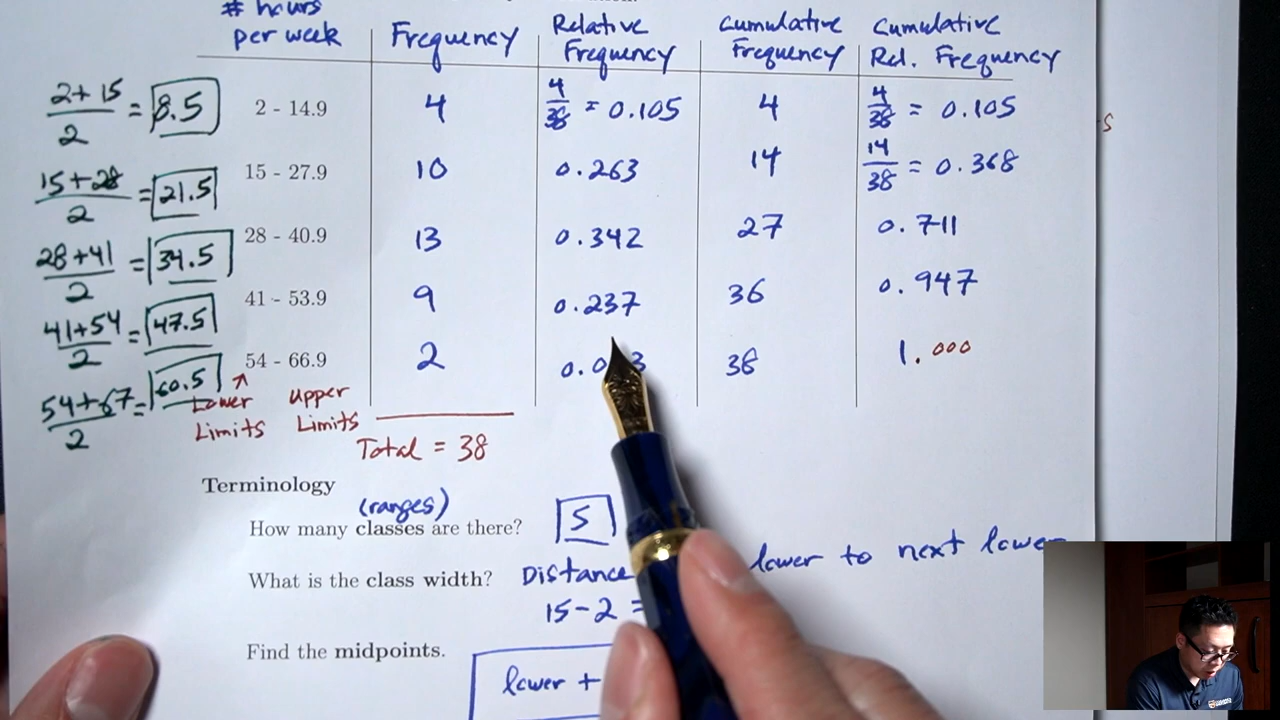 # hours per week | Frequency | Relative Frequency | Cumulative Frequency | Cumulative Rel. Frequency
2+15/2 = 8.5 | 2 - 14.9 | 4 | 4/38 = 0.105 | 4 | 4/38 = 0.105
15+28/2 = 21.5 | 15 - 27.9 | 10 | 0.263 | 14 | 14/38 = 0.368
28+41/2 = 34.5 | 28 - 40.9 | 13 | 0.342 | 27 | 0.711
41+54/2 = 47.5 | 41 - 53.9 | 9 | 0.237 | 36 | 0.947
54+67/2 = 60.5 | 54 - 66.9 | 2 | 38 | 1.000
Lower Limits Upper Limits
Total = 38
Terminology
(ranges)
How many classes are there? 5
What is the class width? Distance lower to next lower
15-2 =
Find the midpoints.
lower +